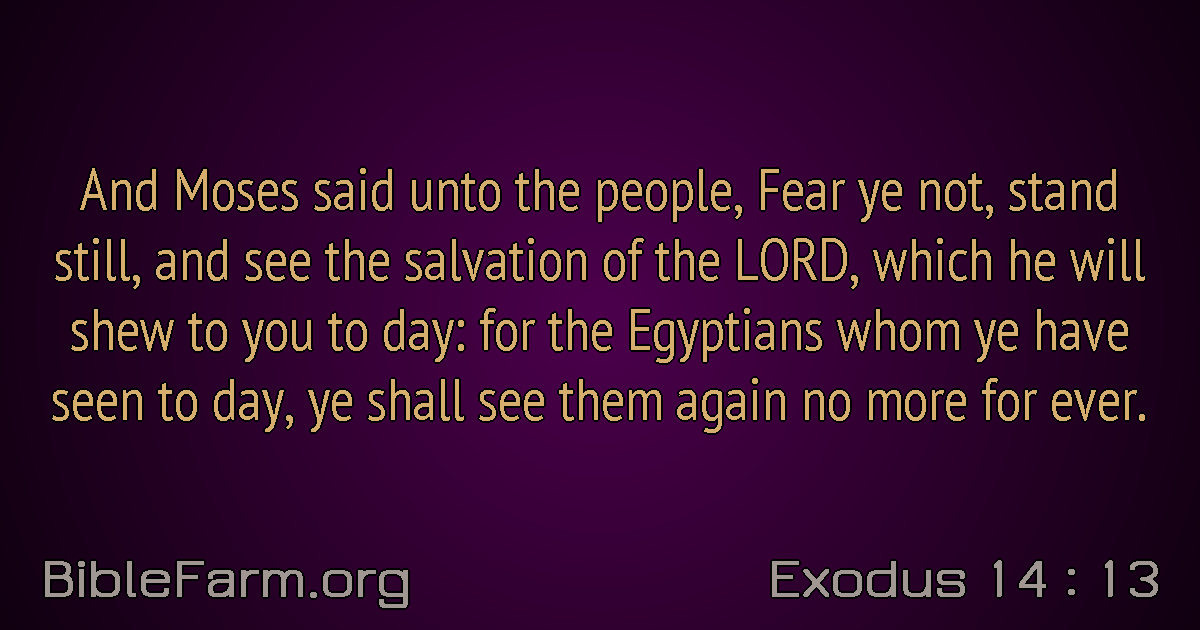 And Moses said unto the people, Fear ye not, stand
still, and see the salvation of the LORD, which he will
shew to you to day: for the Egyptians whom ye have
seen to day, ye shall see them again no more for ever.
BibleFarm.org
Exodus 14 : 13